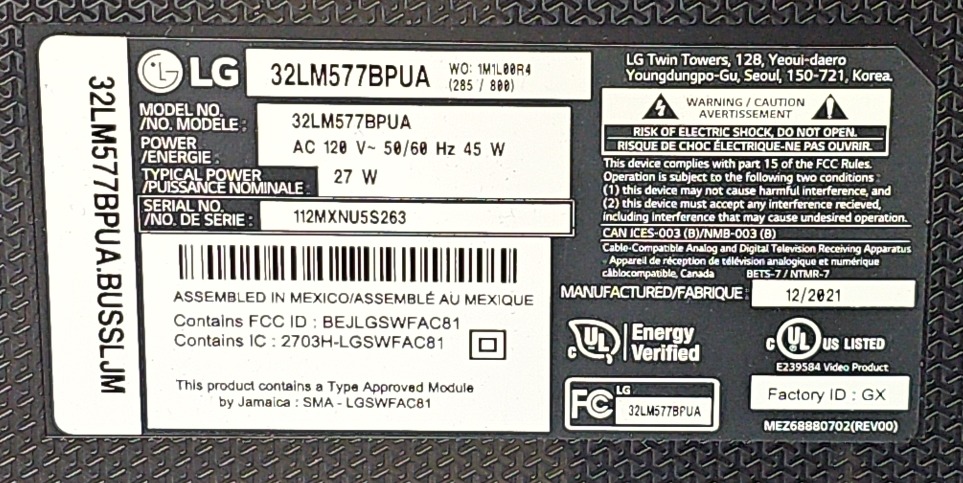 32LM577BPUA.BUSSLJM
LG
32LM577BPUA
WO: 1M1L00R4
(285 / 800)
MODEL NO.
/NO. MODÈLE :
32LM577BPUA
POWER
/ÉNERGIE :
AC 120 V~ 50/60 Hz 45 W
TYPICAL POWER
/PUISSANCE NOMINALE :
27 W
SERIAL NO.
/NO. DE SÉRIE :
112MXNU5S263
ASSEMBLED IN MEXICO/ASSEMBLÉ AU MEXIQUE
Contains FCC ID : BEJLGSWFAC81
Contains IC : 2703H-LGSWFAC81
This product contains a Type Approved Module
by Jamaica : SMA - LGSWFAC81
LG Twin Towers, 128, Yeoui-daero
Youngdungpo-Gu, Seoul, 150-721, Korea.
WARNING / CAUTION
AVERTISSEMENT
RISK OF ELECTRIC SHOCK, DO NOT OPEN.
RISQUE DE CHOC ÉLECTRIQUE-NE PAS OUVRIR.
This device complies with part 15 of the FCC Rules.
Operation is subject to the following two conditions :
(1) this device may not cause harmful interference, and
(2) this device must accept any interference recieved,
including interference that may cause undesired operation.
CAN ICES-003 (B)/NMB-003 (B)
Cable-Compatible Analog and Digital Television Receiving Apparatus
- Appareil de réception de télévision analogique et numérique
câblocompatible, Canada BETS-7 / NTMR-7
MANUFACTURED/FABRIQUÉ :
12/2021
C UL Energy
Verified
C UL US LISTED
E239584 Video Product
FC LG
32LM577BPUA
Factory ID : GX
MEZ68880702(REV00)